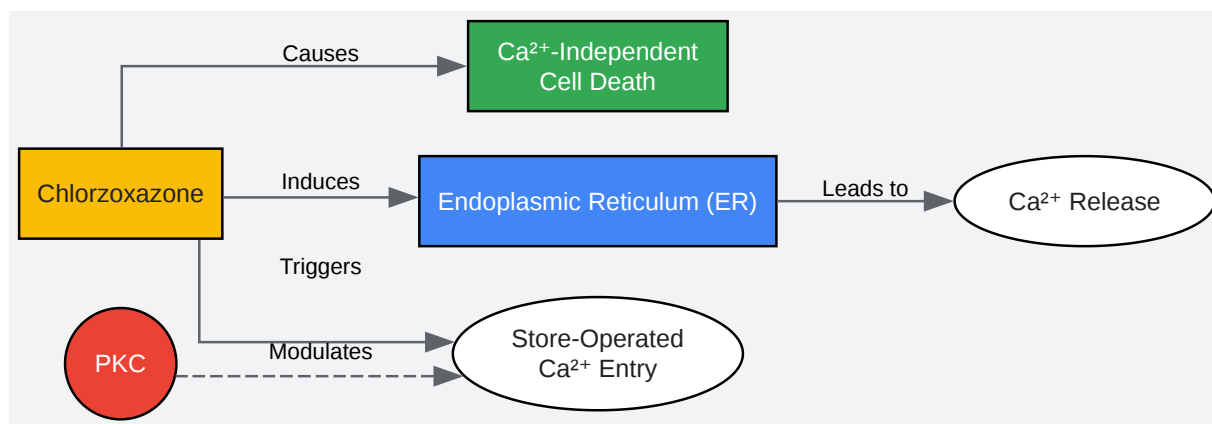 Causes
Ca²⁺-Independent
Cell Death
Chlorzoxazone
Induces
Endoplasmic Reticulum (ER)
Leads to
Ca²⁺ Release
Triggers
PKC
Modulates
Store-Operated
Ca²⁺ Entry